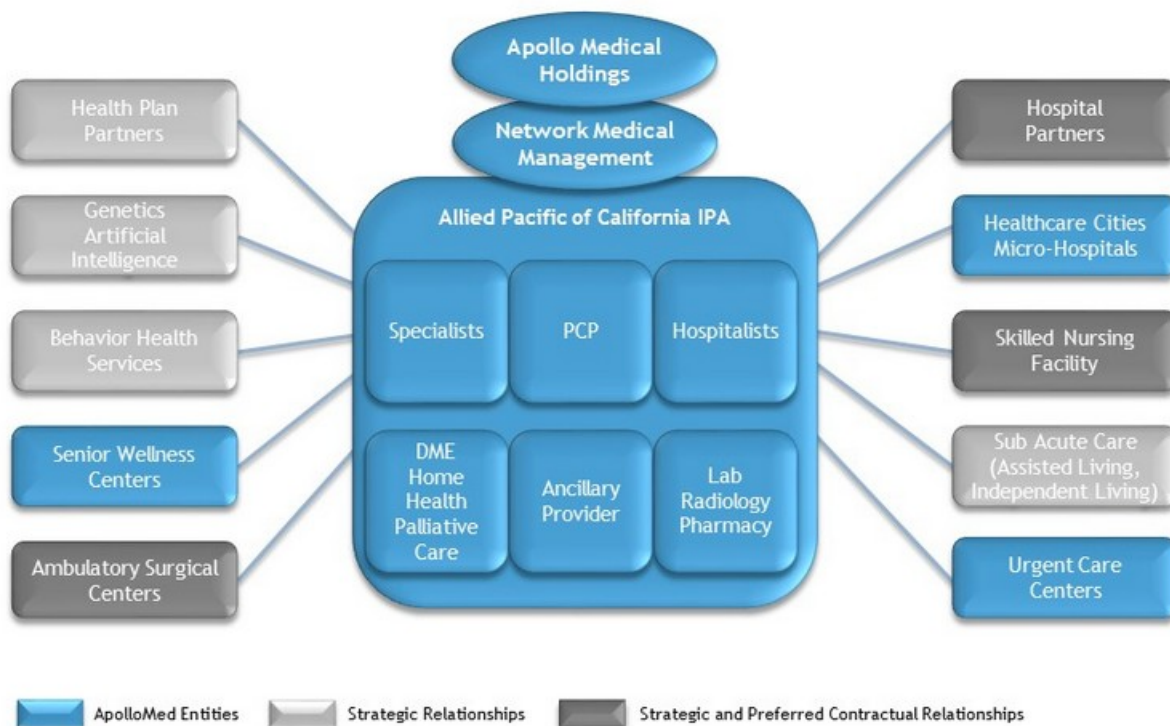 Apollo Medical
Holdings
Network Medical
Management
Allied Pacific of California IPA
Health Plan
Partners
Genetics
Artificial
Intelligence
Behavior Health
Services
Senior Wellness
Centers
Ambulatory Surgical
Centers
Specialists
PCP
Hospitalists
DME
Home
Health
Palliative
Care
Ancillary
Provider
Lab
Radiology
Pharmacy
Hospital
Partners
Healthcare Cities
Micro-Hospitals
Skilled Nursing
Facility
Sub Acute Care
(Assisted Living,
Independent Living)
Urgent Care
Centers
ApolloMed Entities
Strategic Relationships
Strategic and Preferred Contractual Relationships